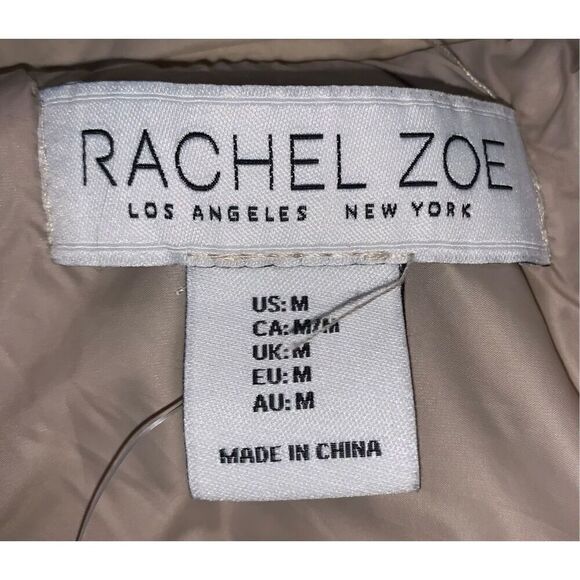 RACHEL ZOE
LOS ANGELES NEW YORK
US: M
CA: M/M
UK: M
EU: M
AU: M
MADE IN CHINA